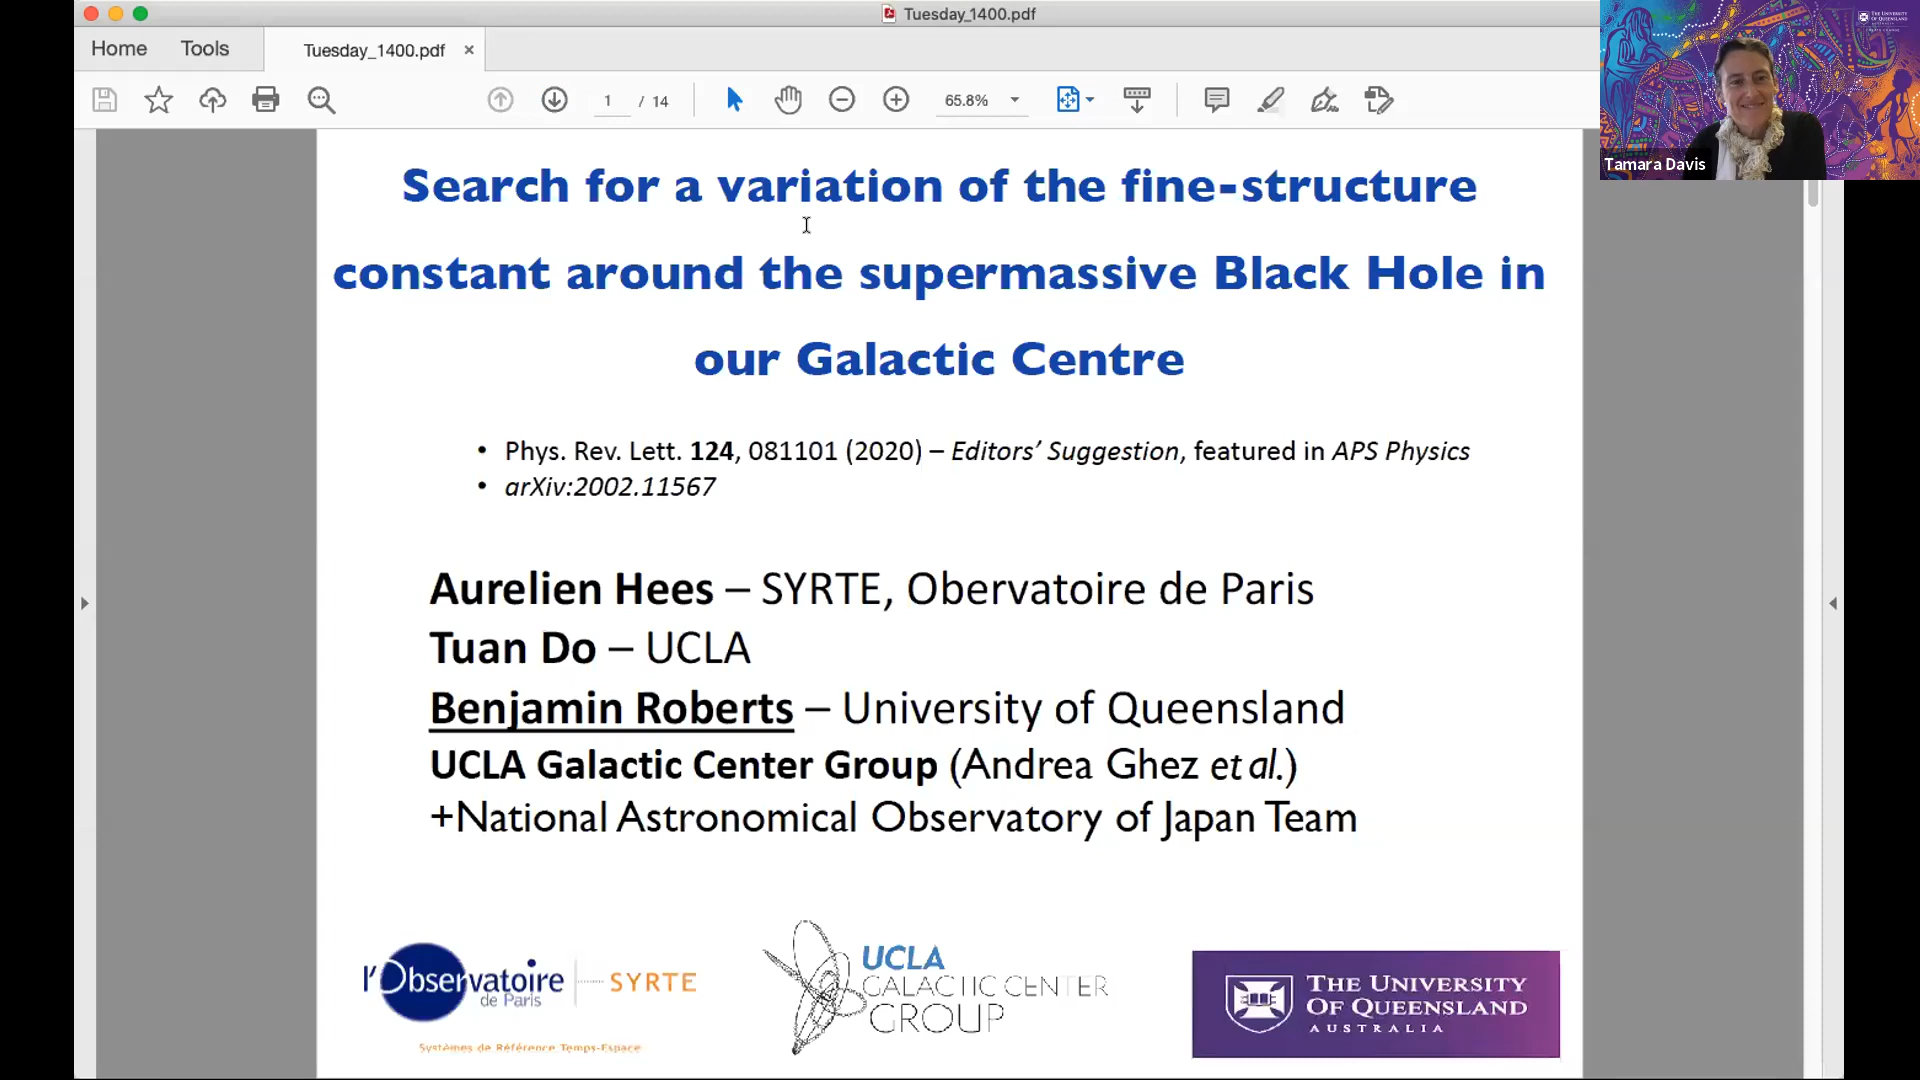 Tuesday_1400.pdf
Home Tools Tuesday_1400.pdf ×
1 / 14 65.8%
Tamara Davis
Search for a variation of the fine-structure
constant around the supermassive Black Hole in
our Galactic Centre
• Phys. Rev. Lett. 124, 081101 (2020) – Editors’ Suggestion, featured in APS Physics
• arXiv:2002.11567
Aurelien Hees – SYRTE, Obervatoire de Paris
Tuan Do – UCLA
Benjamin Roberts – University of Queensland
UCLA Galactic Center Group (Andrea Ghez et al.)
+National Astronomical Observatory of Japan Team
l'Observatoire
de Paris
SYRTE
Systèmes de Référence Temps-Espace
UCLA
GALACTIC CENTER
GROUP
THE UNIVERSITY
OF QUEENSLAND
AUSTRALIA